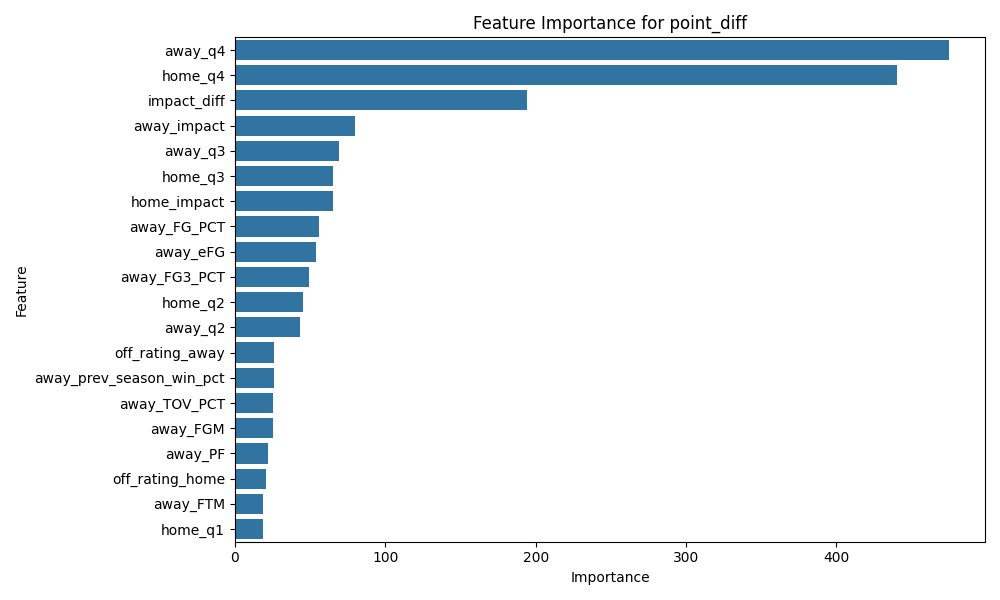 Feature Importance for point_diff
away_q4
home_q4
impact_diff
away_impact
away_q3
home_q3
home_impact
away_FG_PCT
away_eFG
away_FG3_PCT
home_q2
away_q2
off_rating_away
away_prev_season_win_pct
away_TOV_PCT
away_FGM
away_PF
off_rating_home
away_FTM
home_q1
Feature
0 100 200 300 400
Importance